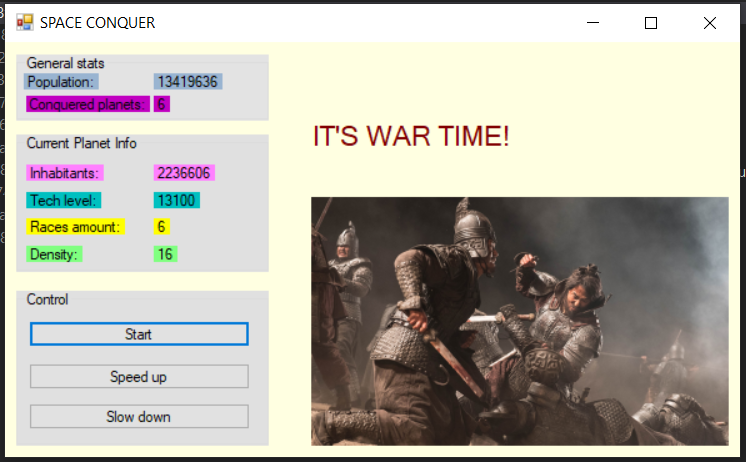 SPACE CONQUER
General stats
Population: 13419636
Conquered planets: 6
Current Planet Info
Inhabitants: 2236606
Tech level: 13100
Races amount: 6
Density: 16
Control
Start
Speed up
Slow down
IT'S WAR TIME!